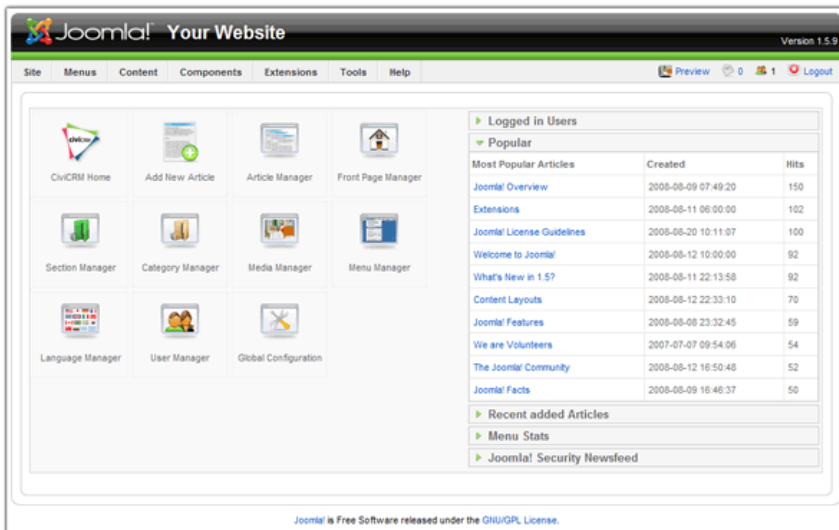 Joomla! Your Website
Version 1.5.9
Site Menus Content Components Extensions Tools Help Preview 0 1 Logout
CiviCRM Home Add New Article Article Manager Front Page Manager
Section Manager Category Manager Media Manager Menu Manager
Language Manager User Manager Global Configuration
Logged in Users
Popular
Most Popular Articles Created Hits
Joomla! Overview 2008-08-09 07:49:20 150
Extensions 2008-08-11 06:00:00 102
Joomla! License Guidelines 2008-08-20 10:11:07 100
Welcome to Joomla! 2008-08-12 10:00:00 92
What's New in 1.5? 2008-08-11 22:13:58 92
Content Layouts 2008-08-12 22:33:10 70
Joomla! Features 2008-08-08 23:32:45 59
We are Volunteers 2007-07-07 09:54:06 54
The Joomla! Community 2008-08-12 16:50:48 52
Joomla! Facts 2008-08-09 16:46:37 50
Recent added Articles
Menu Stats
Joomla! Security Newsfeed
Joomla! is Free Software released under the GNU/GPL License.